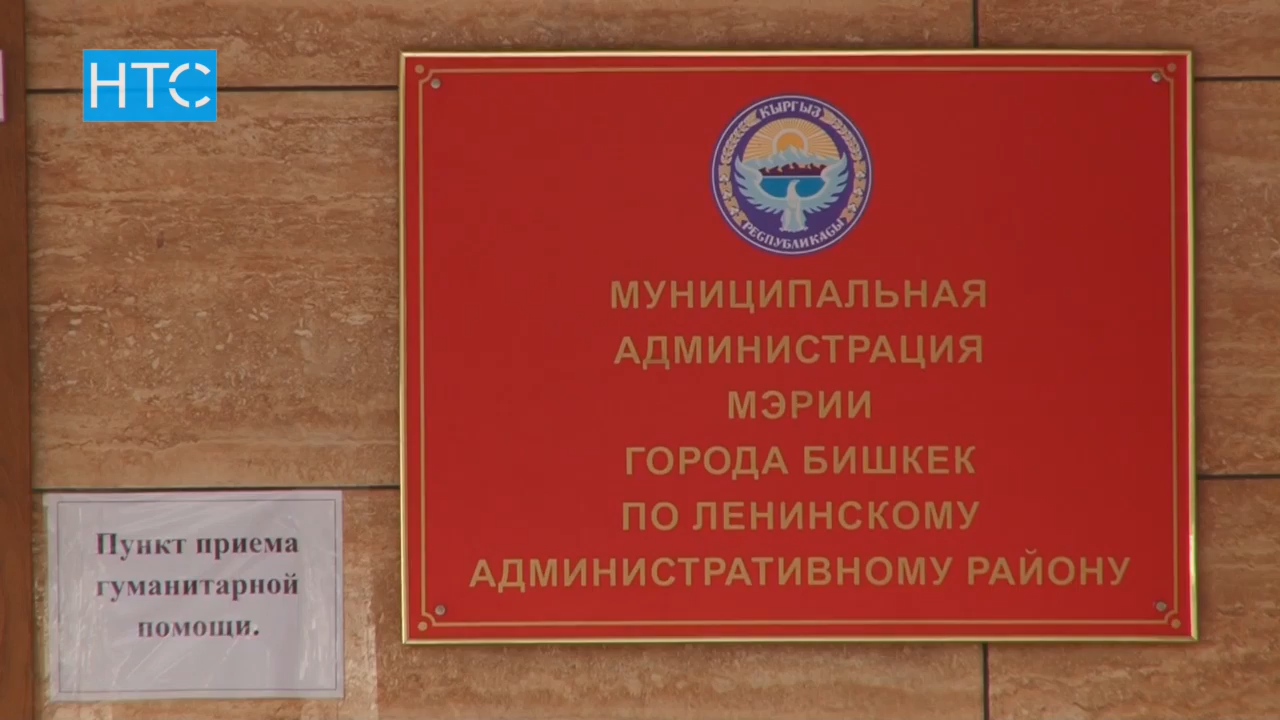 НТС
КЫРГЫЗ
РЕСПУБЛИКАСЫ
МУНИЦИПАЛЬНАЯ
АДМИНИСТРАЦИЯ
МЭРИИ
ГОРОДА БИШКЕК
ПО ЛЕНИНСКОМУ
АДМИНИСТРАТИВНОМУ РАЙОНУ
Пункт приема
гуманитарной
помощи.